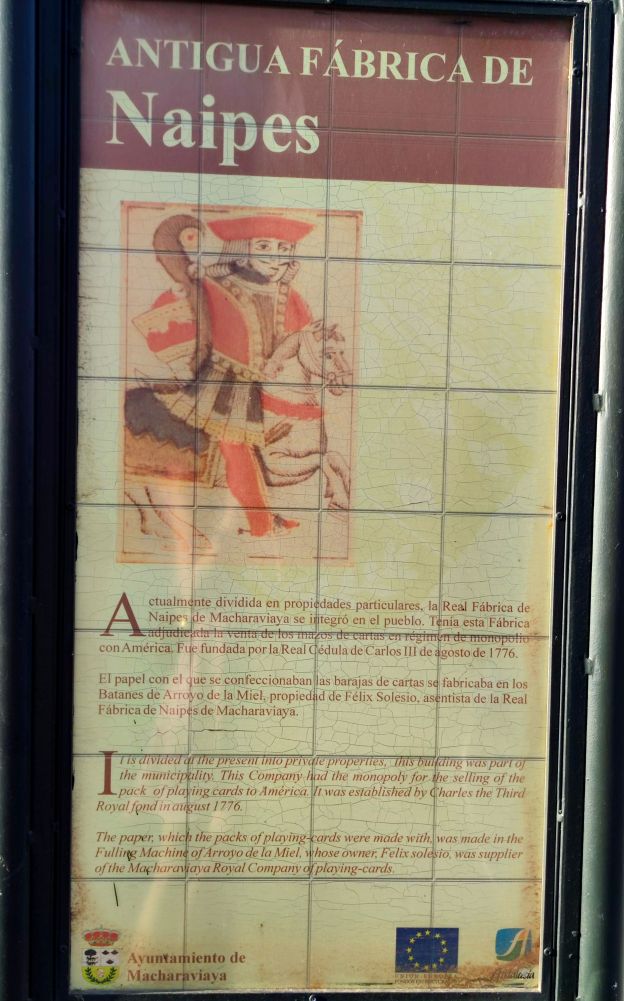 ANTIGUA FÁBRICA DE
Naipes
Actualmente dividida en propiedades particulares, la Real Fábrica de
Naipes de Macharaviaya se integró en el pueblo. Tenía esta Fábrica
adjudicada la venta de los mazos de cartas en régimen de monopolio
con América. Fue fundada por la Real Cédula de Carlos III de agosto de 1776.
El papel con el que se confeccionaban las barajas de cartas se fabricaba en los
Batanes de Arroyo de la Miel, propiedad de Félix Solesio, asentista de la Real
Fábrica de Naipes de Macharaviaya.
It is divided at the present into private properties, This building was part of
the municipality. This Company had the monopoly for the selling of the
pack of playing cards to América. It was established by Charles the Third
Royal fond in august 1776.
The paper, which the packs of playing-cards were made with, was made in the
Fulling Machine of Arroyo de la Miel, whose owner, Félix solesio, was supplier
of the Macharaviaya Royal Company of playing-cards.
Ayuntamiento de
Macharaviaya
UNION EUROPEA
Andalucía